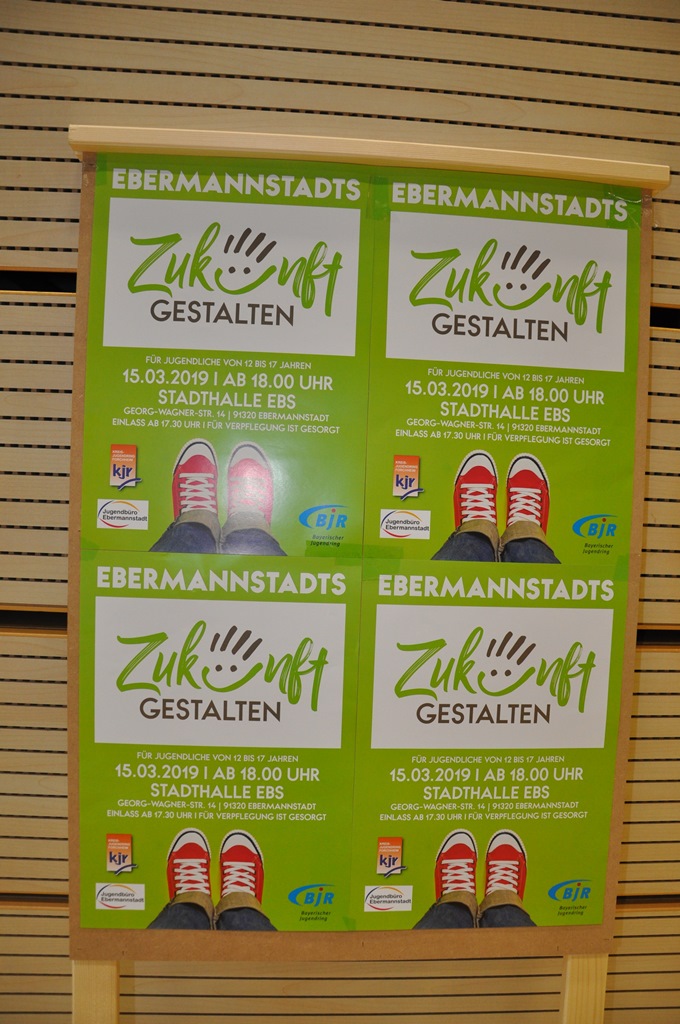 EBERMANNSTADTS
Zukunft
GESTALTEN
FÜR JUGENDLICHE VON 12 BIS 17 JAHREN
15.03.2019 | AB 18.00 UHR
STADTHALLE EBS
GEORG-WAGNER-STR. 14 | 91320 EBERMANNSTADT
EINLASS AB 17.30 UHR | FÜR VERPFLEGUNG IST GESORGT
kjr
Jugendbüro
Ebermannstadt
BJR
Bayerischer
Jugendring
EBERMANNSTADTS
Zukunft
GESTALTEN
FÜR JUGENDLICHE VON 12 BIS 17 JAHREN
15.03.2019 | AB 18.00 UHR
STADTHALLE EBS
GEORG-WAGNER-STR. 14 | 91320 EBERMANNSTADT
EINLASS AB 17.30 UHR | FÜR VERPFLEGUNG IST GESORGT
kjr
Jugendbüro
Ebermannstadt
BJR
Bayerischer
Jugendring
EBERMANNSTADTS
Zukunft
GESTALTEN
FÜR JUGENDLICHE VON 12 BIS 17 JAHREN
15.03.2019 | AB 18.00 UHR
STADTHALLE EBS
GEORG-WAGNER-STR. 14 | 91320 EBERMANNSTADT
EINLASS AB 17.30 UHR | FÜR VERPFLEGUNG IST GESORGT
kjr
Jugendbüro
Ebermannstadt
BJR
Bayerischer
Jugendring
EBERMANNSTADTS
Zukunft
GESTALTEN
FÜR JUGENDLICHE VON 12 BIS 17 JAHREN
15.03.2019 | AB 18.00 UHR
STADTHALLE EBS
GEORG-WAGNER-STR. 14 | 91320 EBERMANNSTADT
EINLASS AB 17.30 UHR | FÜR VERPFLEGUNG IST GESORGT
kjr
Jugendbüro
Ebermannstadt
BJR
Bayerischer
Jugendring